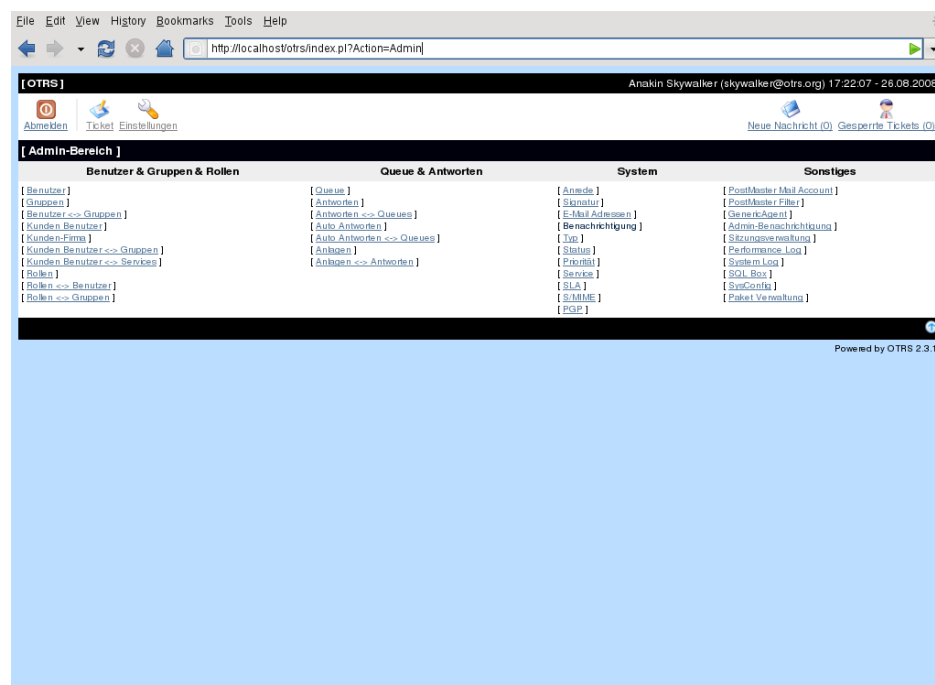 File Edit View History Bookmarks Tools Help
http://localhost/otrs/index.pl?Action=Admin
[ OTRS ] Anakin Skywalker (skywalker@otrs.org) 17:22:07 - 26.08.2008
Abmelden Ticket Einstellungen Neue Nachricht (0) Gesperrte Tickets (0)
[ Admin-Bereich ]
Benutzer & Gruppen & Rollen Queue & Antworten System Sonstiges
[ Benutzer ] [ Queue ] [ Anrede ] [ PostMaster Mail Account ]
[ Gruppen ] [ Antworten ] [ Signatur ] [ PostMaster Filter ]
[ Benutzer <-> Gruppen ] [ Antworten <-> Queues ] [ E-Mail Adressen ] [ GenericAgent ]
[ Kunden Benutzer ] [ Auto Antworten ] [ Benachrichtigung ] [ Admin-Benachrichtigung ]
[ Kunden-Firma ] [ Auto Antworten <-> Queues ] [ Typ ] [ Sitzungsverwaltung ]
[ Kunden Benutzer <-> Gruppen ] [ Anlagen ] [ Status ] [ Performance Log ]
[ Kunden Benutzer <-> Services ] [ Anlagen <-> Antworten ] [ Priorität ] [ System Log ]
[ Rollen ] [ Service ] [ SQL Box ]
[ Rollen <-> Benutzer ] [ SLA ] [ SysConfig ]
[ Rollen <-> Gruppen ] [ S/MIME ] [ Paket Verwaltung ]
[ PGP ]
Powered by OTRS 2.3.1